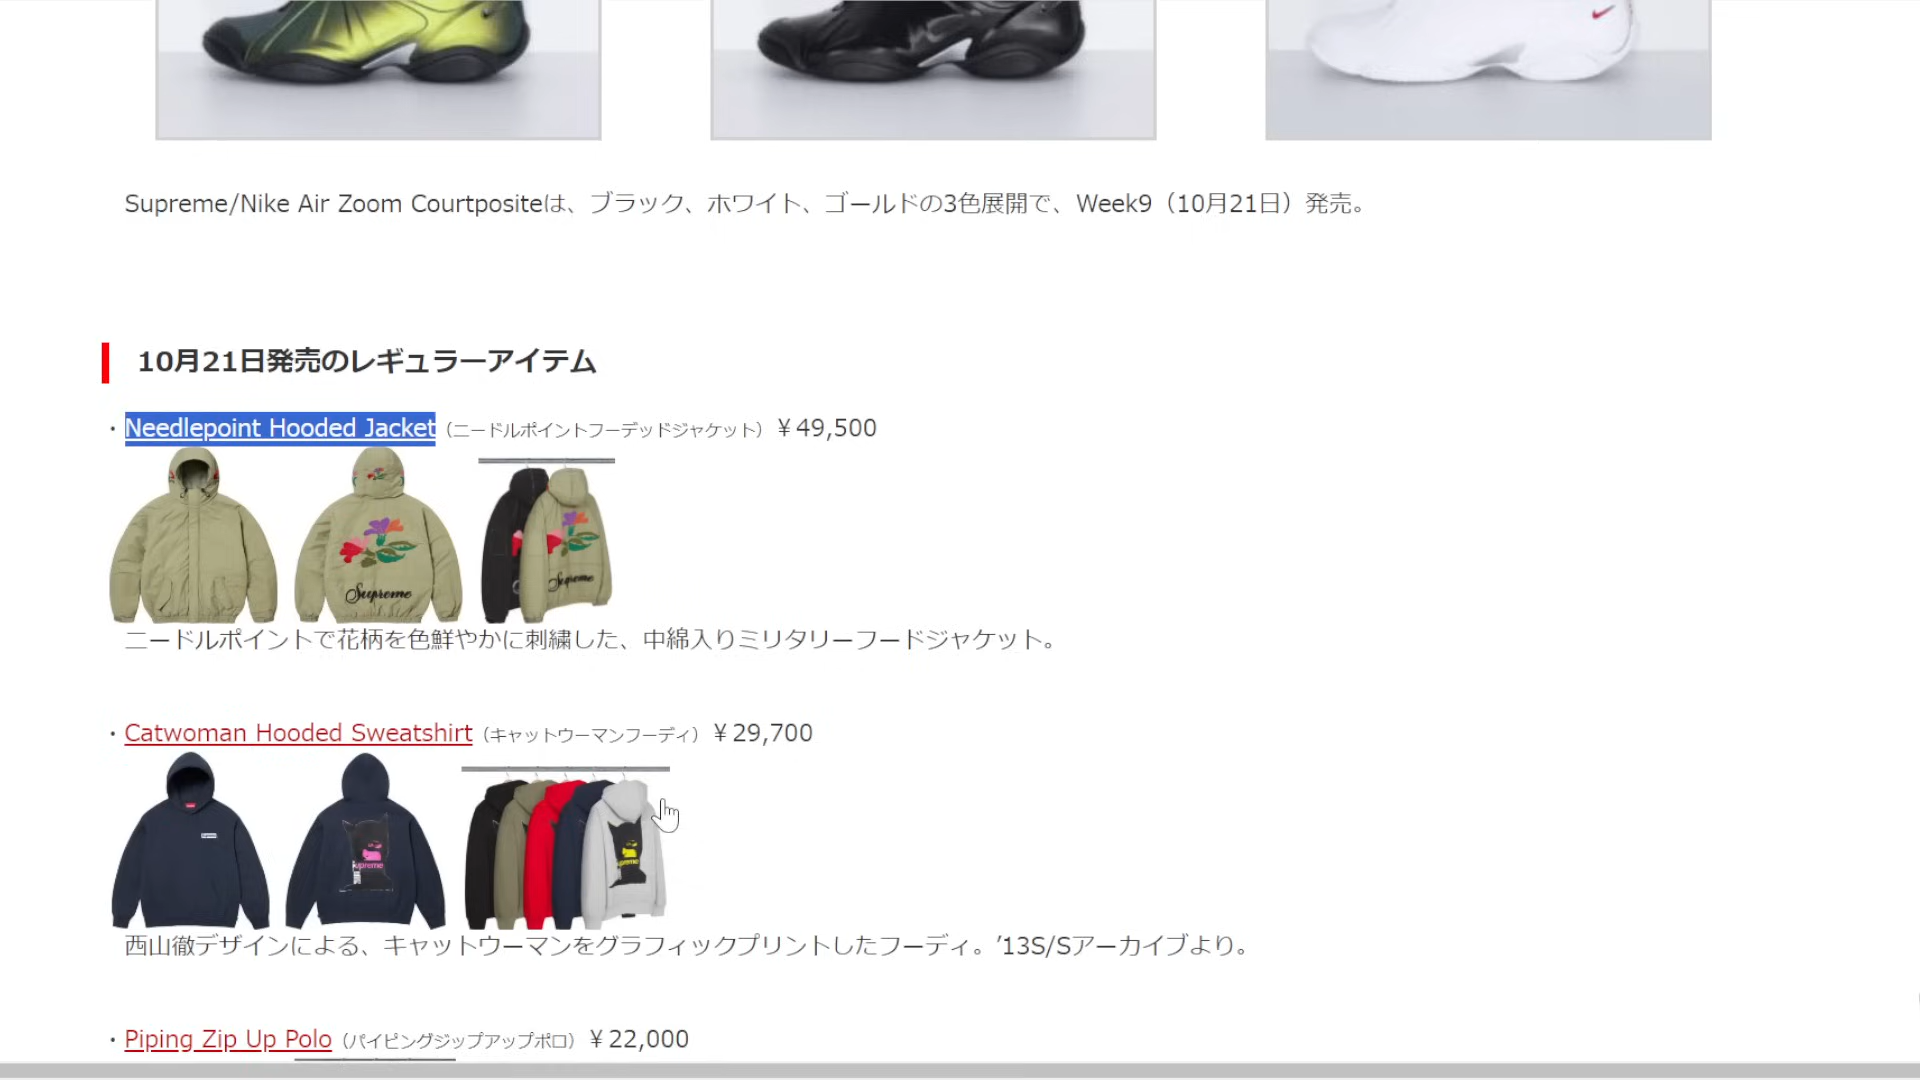 Supreme/Nike Air Zoom Courtpositeは、ブラック、ホワイト、ゴールドの3色展開で、Week9（10月21日）発売。
10月21日発売のレギュラーアイテム
・Needlepoint Hooded Jacket（ニードルポイントフーデッドジャケット）￥49,500
Supreme
Supreme
ニードルポイントで花柄を色鮮やかに刺繍した、中綿入りミリタリーフードジャケット。
・Catwoman Hooded Sweatshirt（キャットウーマンフーディ）￥29,700
西山徹デザインによる、キャットウーマンをグラフィックプリントしたフーディ。’13S/Sアーカイブより。
・Piping Zip Up Polo（パイピングジップアップポロ）￥22,000